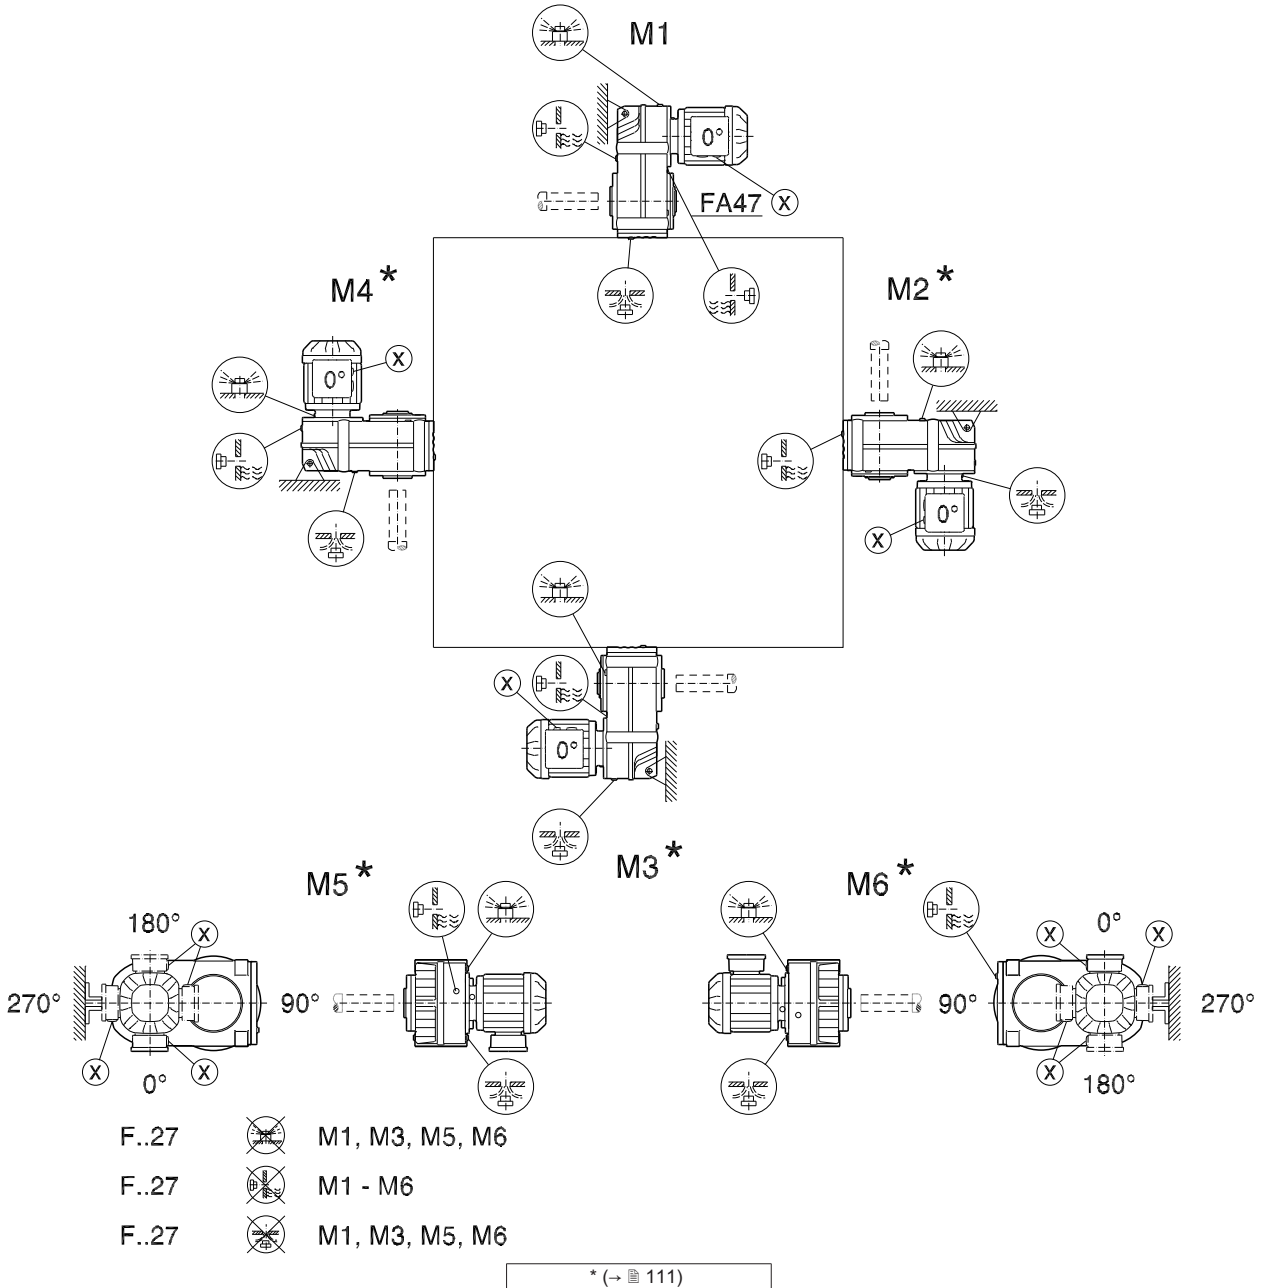 M1
0°
FA47 X
M4 *
M2 *
X
0°
0°
X
X
0°
M3 *
M5 *
M6 *
180°
X
0°
X
X
270°
90°
90°
270°
X
0°
X
X
180°
F..27 M1, M3, M5, M6
F..27 M1 - M6
F..27 M1, M3, M5, M6
* (→ 111)